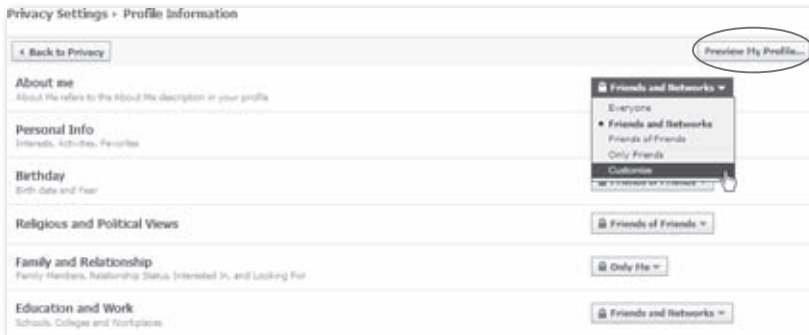 Privacy Settings › Profile Information
‹ Back to Privacy
Preview My Profile...
About me
About Me refers to the About Me description in your profile
Friends and Networks
Everyone
• Friends and Networks
Friends of Friends
Only Friends
Customize
Personal Info
Interests, Activities, Favorites
Birthday
Birth date and Year
Friends of Friends
Religious and Political Views
Friends of Friends
Family and Relationship
Family Members, Relationship Status, Interested In, and Looking For
Only Me
Education and Work
Schools, Colleges and Workplaces
Friends and Networks